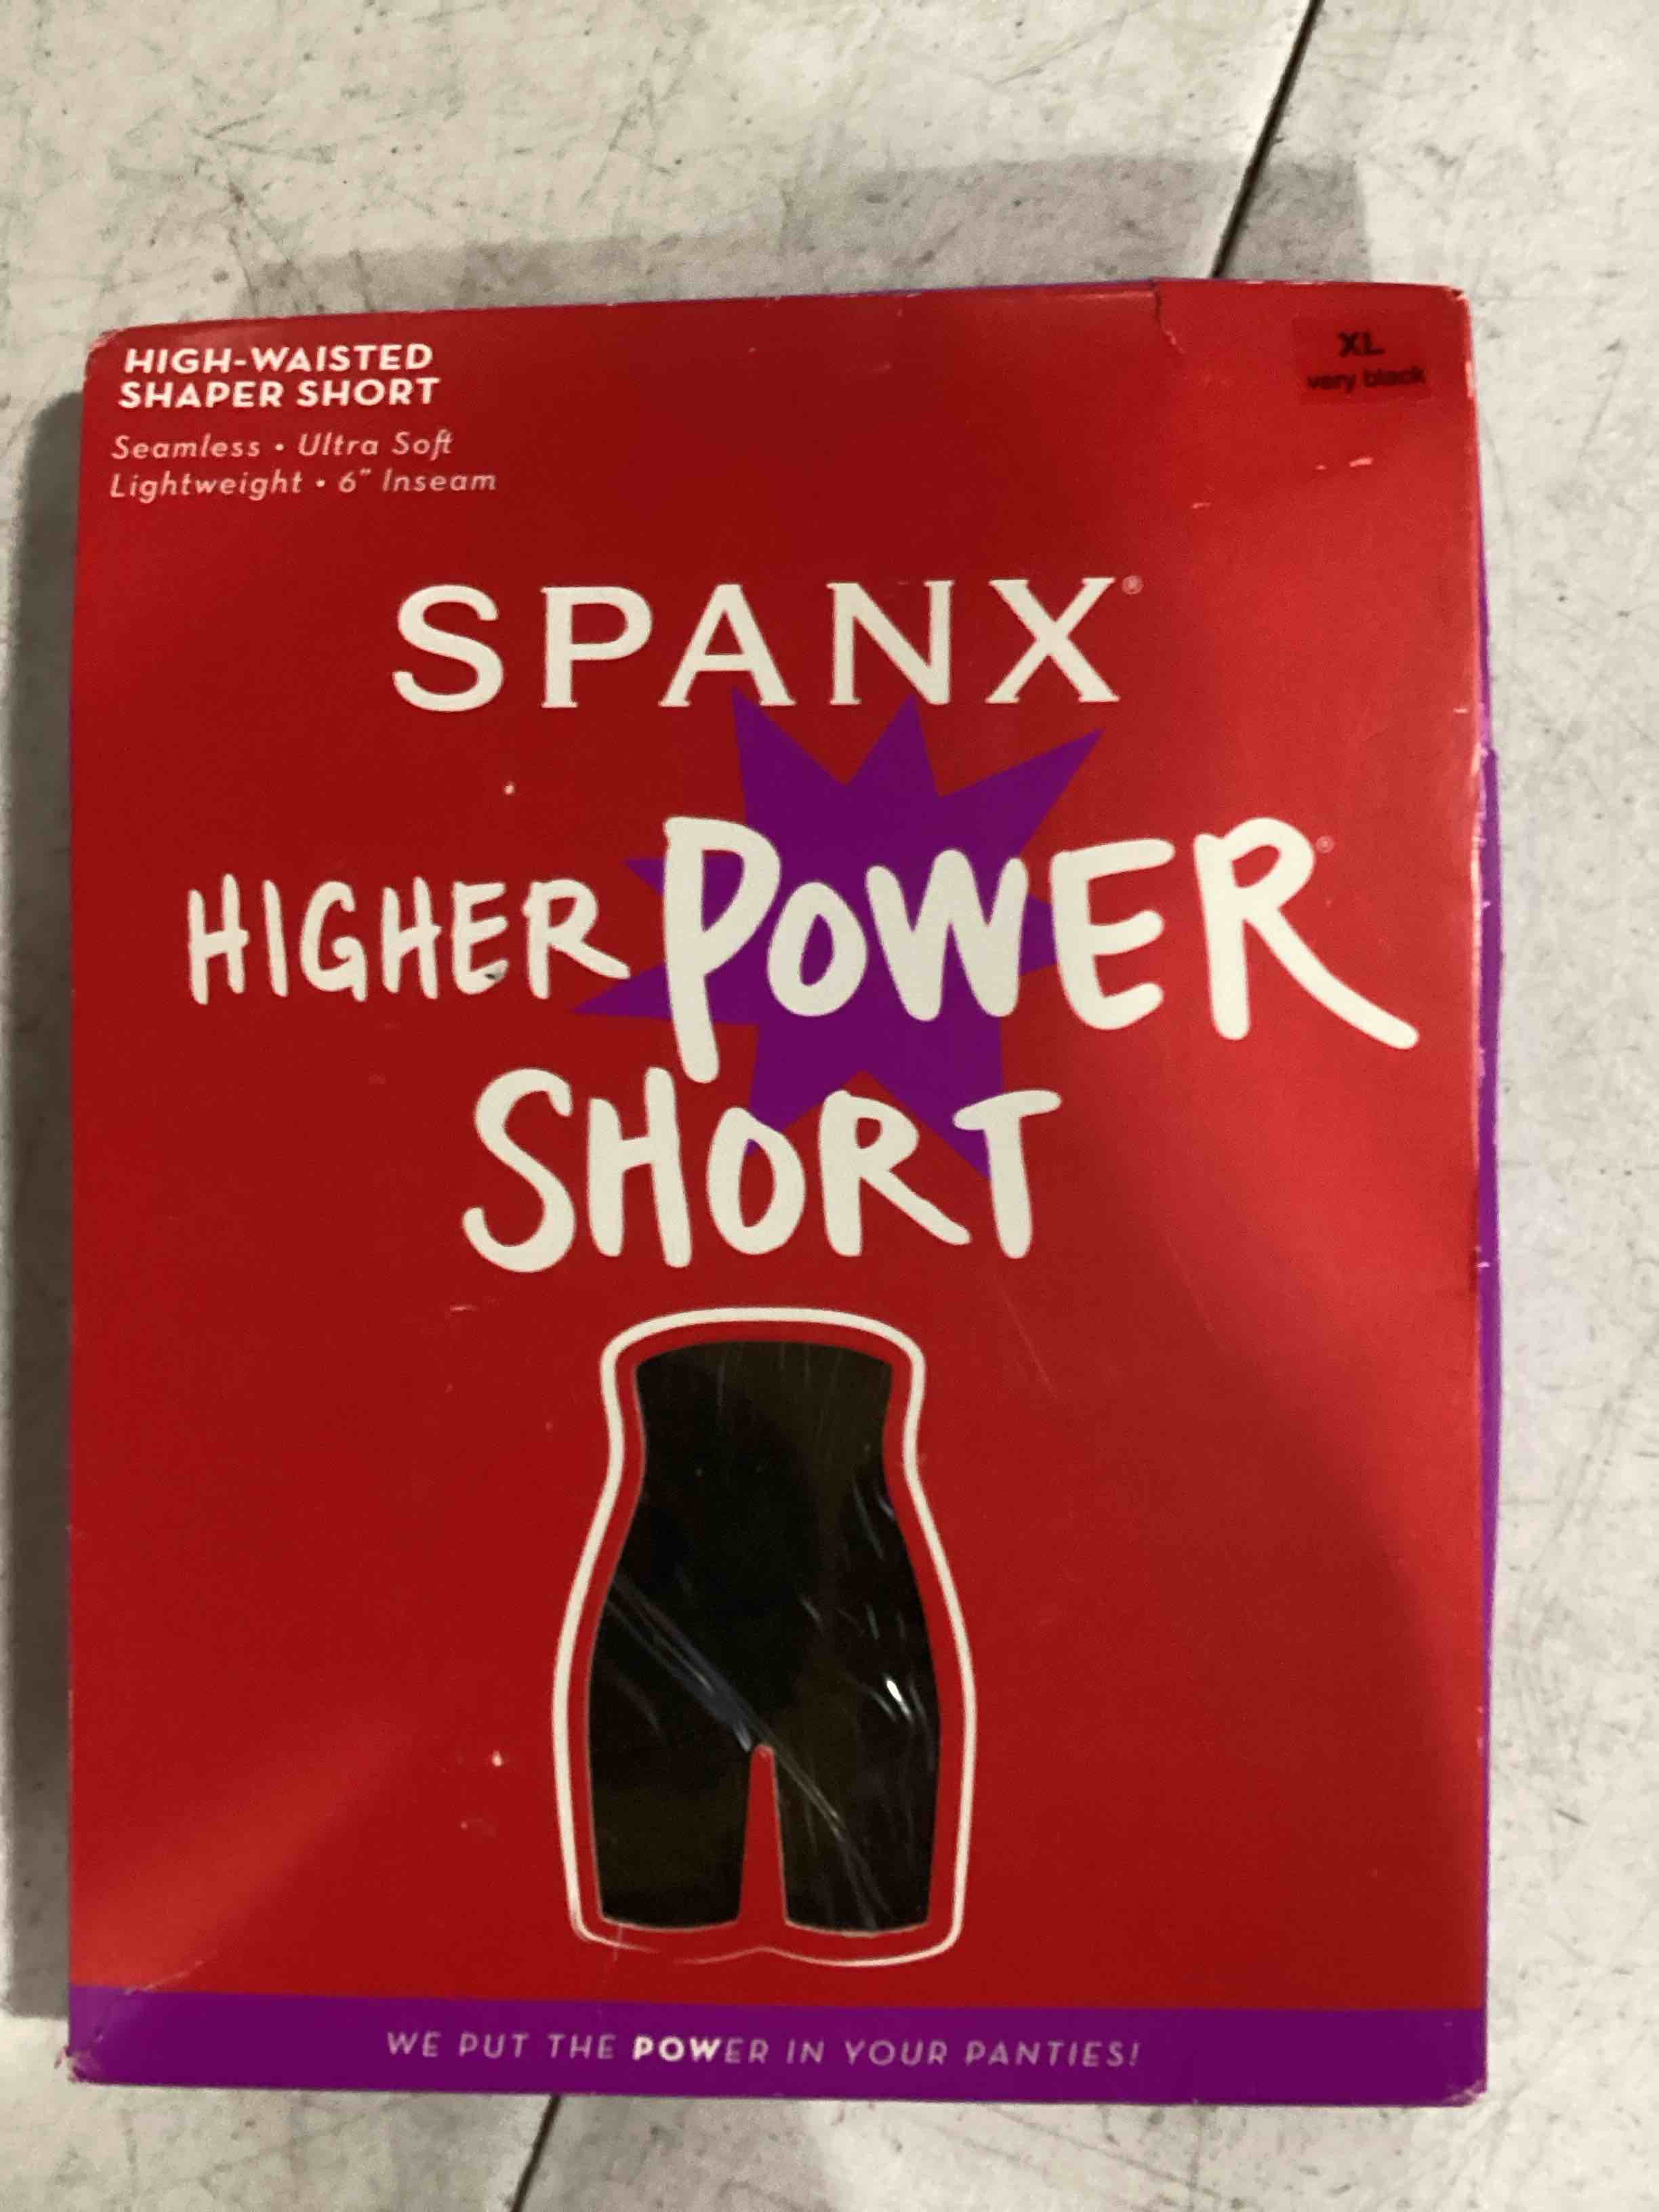 HIGH-WAISTED
SHAPER SHORT
Seamless • Ultra Soft
Lightweight • 6" Inseam
XL
very black
SPANX®
HIGHER POWER®
SHORT
WE PUT THE POWER IN YOUR PANTIES!